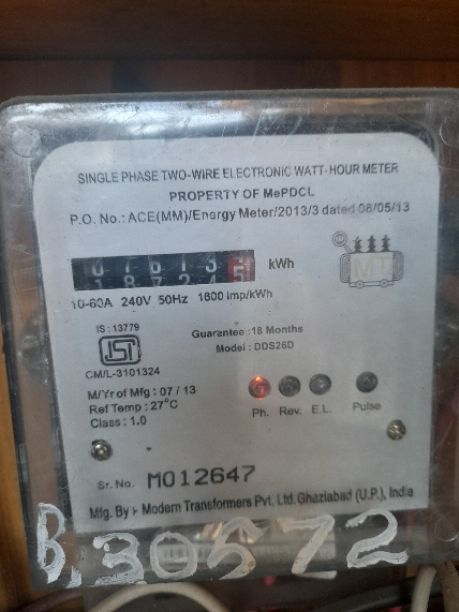 SINGLE PHASE TWO-WIRE ELECTRONIC WATT-HOUR METER
PROPERTY OF MePDCL
P.O. No.: ACE(MM)/Energy Meter/2013/3 dated 08/05/13
kWh
MT
10-60A 240V 50Hz 1600 imp/kWh
IS : 13779
ISI
CM/L-3101324
Guarantee :18 Months
Model : DDS26D
M/Yr of Mfg : 07 / 13
Ref Temp : 27°C
Class : 1.0
Ph. Rev. E.L. Pulse
Sr. No. M012647
Mfg. By :- Modern Transformers Pvt. Ltd. Ghaziabad (U.P.), India
B. 30572